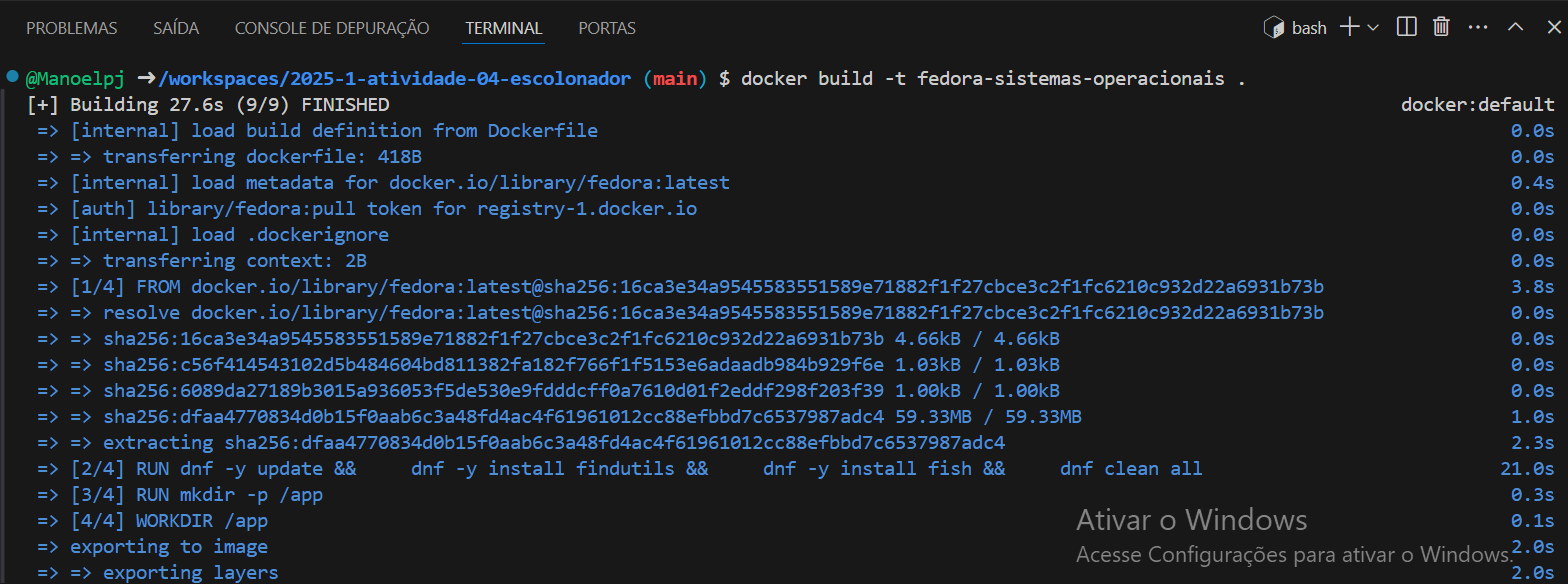 PROBLEMAS SAÍDA CONSOLE DE DEPURAÇÃO TERMINAL PORTAS bash
@Manoelpj ➜/workspaces/2025-1-atividade-04-escolonador (main) $ docker build -t fedora-sistemas-operacionais .
[+] Building 27.6s (9/9) FINISHED docker:default
=> [internal] load build definition from Dockerfile 0.0s
=> => transferring dockerfile: 418B 0.0s
=> [internal] load metadata for docker.io/library/fedora:latest 0.4s
=> [auth] library/fedora:pull token for registry-1.docker.io 0.0s
=> [internal] load .dockerignore 0.0s
=> => transferring context: 2B 0.0s
=> [1/4] FROM docker.io/library/fedora:latest@sha256:16ca3e34a9545583551589e71882f1f27cbce3c2f1fc6210c932d22a6931b73b 3.8s
=> => resolve docker.io/library/fedora:latest@sha256:16ca3e34a9545583551589e71882f1f27cbce3c2f1fc6210c932d22a6931b73b 0.0s
=> => sha256:16ca3e34a9545583551589e71882f1f27cbce3c2f1fc6210c932d22a6931b73b 4.66kB / 4.66kB 0.0s
=> => sha256:c56f414543102d5b484604bd811382fa182f766f1f5153e6adaadb984b929f6e 1.03kB / 1.03kB 0.0s
=> => sha256:6089da27189b3015a936053f5de530e9fdddcff0a7610d01f2eddf298f203f39 1.00kB / 1.00kB 0.0s
=> => sha256:dfaa4770834d0b15f0aab6c3a48fd4ac4f61961012cc88efbbd7c6537987adc4 59.33MB / 59.33MB 1.0s
=> => extracting sha256:dfaa4770834d0b15f0aab6c3a48fd4ac4f61961012cc88efbbd7c6537987adc4 2.3s
=> [2/4] RUN dnf -y update &&     dnf -y install findutils &&     dnf -y install fish &&     dnf clean all 21.0s
=> [3/4] RUN mkdir -p /app 0.3s
=> [4/4] WORKDIR /app 0.1s
=> exporting to image 2.0s
=> => exporting layers 2.0s
Ativar o Windows
Acesse Configurações para ativar o Windows.